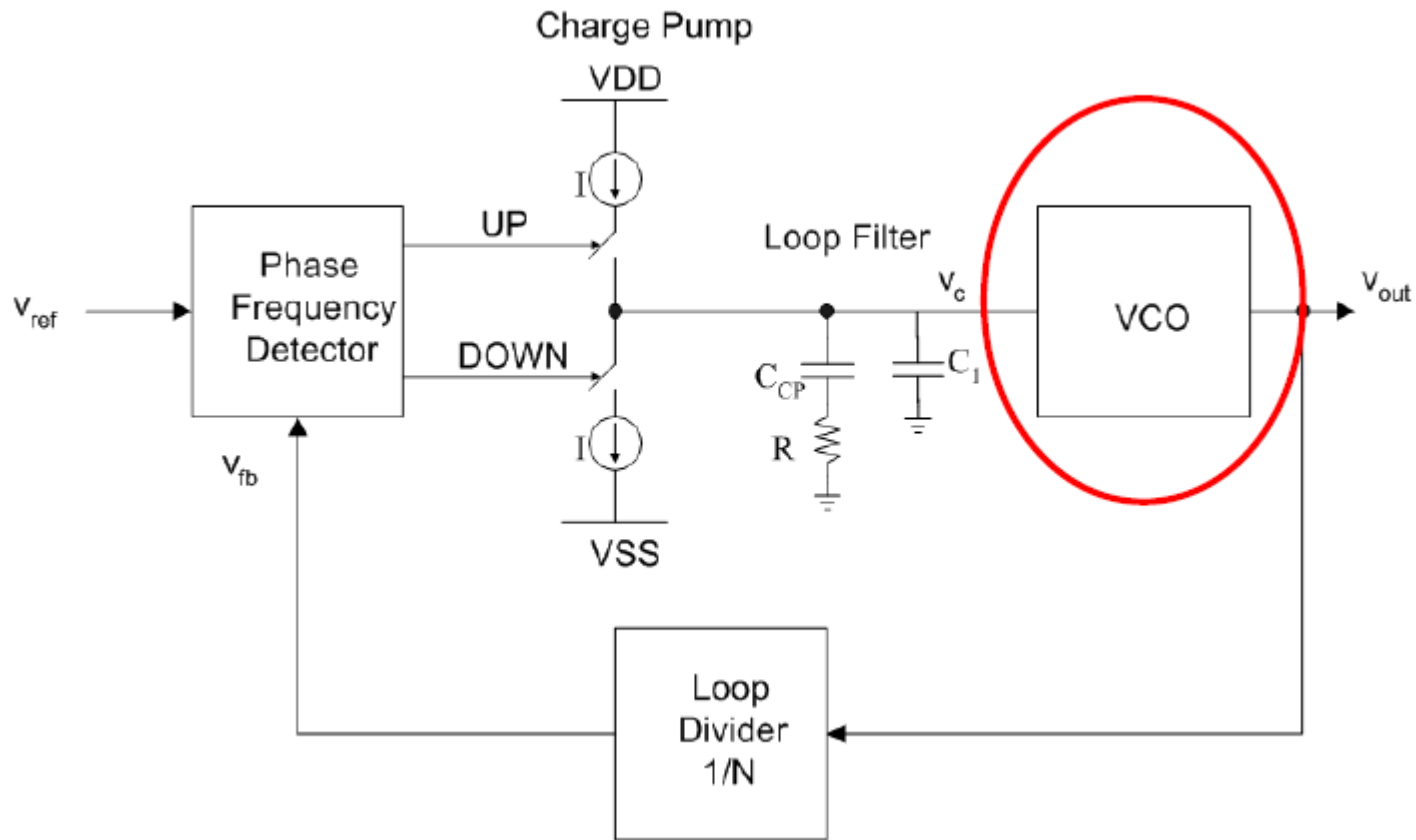 Charge Pump
VDD
I
UP
Phase
Frequency
Detector
v_ref
DOWN
Loop Filter
v_c
VCO
v_out
C_CP
C_1
R
I
v_fb
VSS
Loop
Divider
1/N